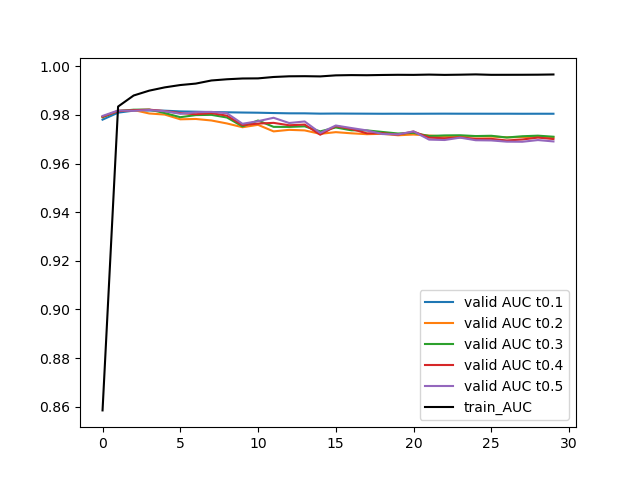 1.00
0.98
0.96
0.94
0.92
0.90
0.88
0.86
valid AUC t0.1
valid AUC t0.2
valid AUC t0.3
valid AUC t0.4
valid AUC t0.5
train_AUC
0 5 10 15 20 25 30